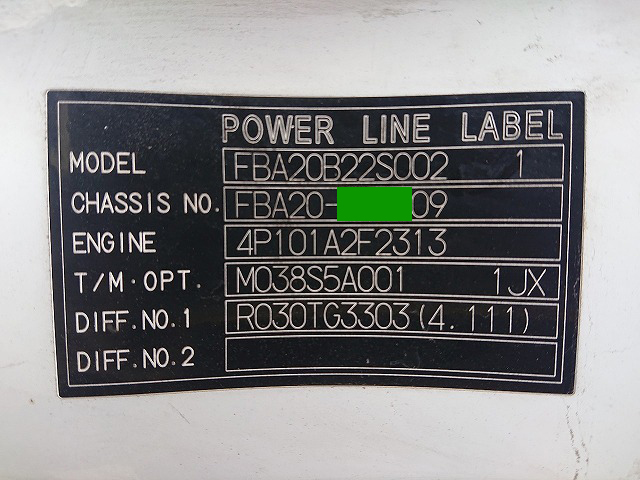 POWER LINE LABEL
MODEL FBA20B22S002 1
CHASSIS NO. FBA20- 09
ENGINE 4P101A2F2313
T/M·OPT. M038S5A001 1JX
DIFF.NO.1 R030TG3303(4.111)
DIFF.NO.2